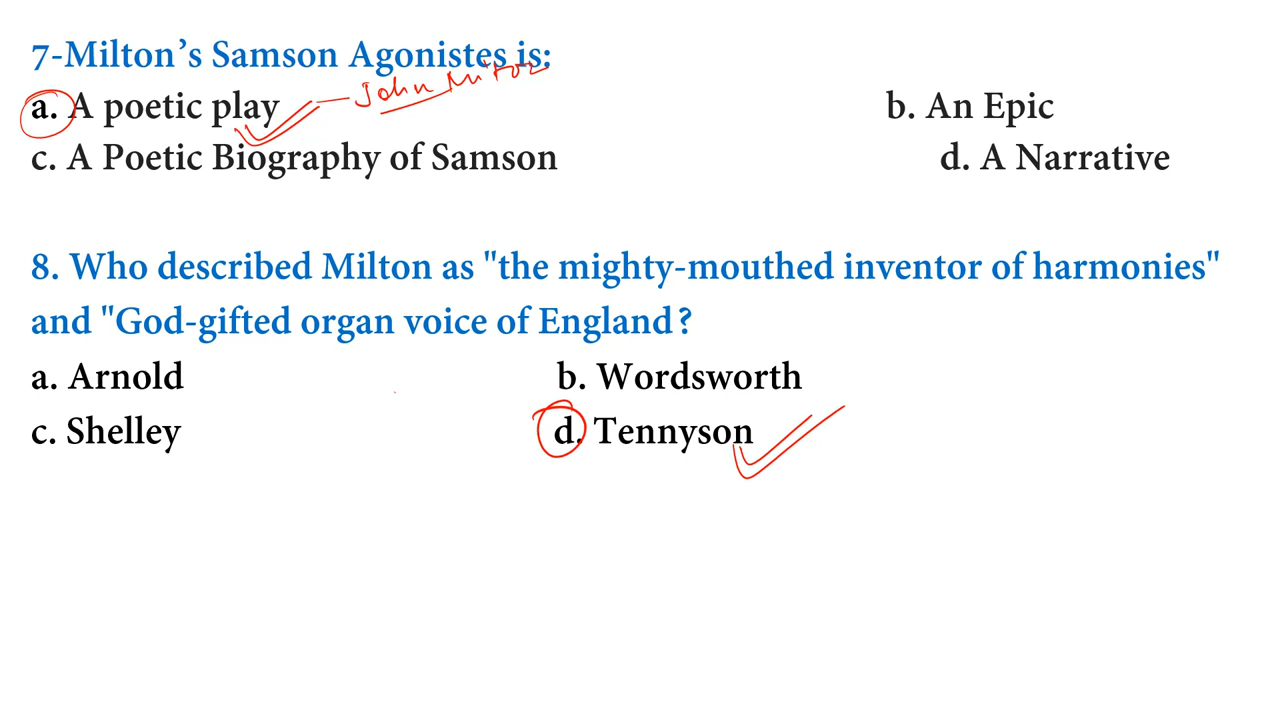 7-Milton’s Samson Agonistes is:
a. A poetic play — John Milton
b. An Epic
c. A Poetic Biography of Samson
d. A Narrative
8. Who described Milton as "the mighty-mouthed inventor of harmonies"
and "God-gifted organ voice of England?
a. Arnold
b. Wordsworth
c. Shelley
d. Tennyson